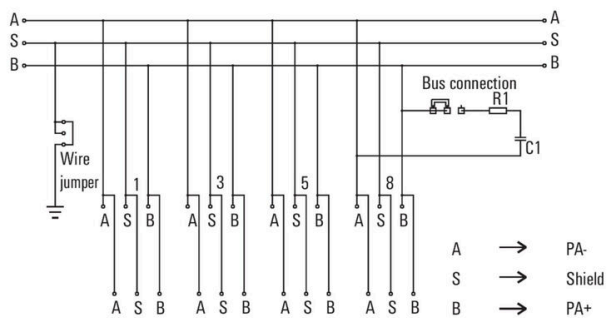 A A
S S
B B
Bus connection
R1
C1
Wire
jumper
1 3 5 8
A S B A S B A S B A S B
A S B A S B A S B A S B
A → PA-
S → Shield
B → PA+